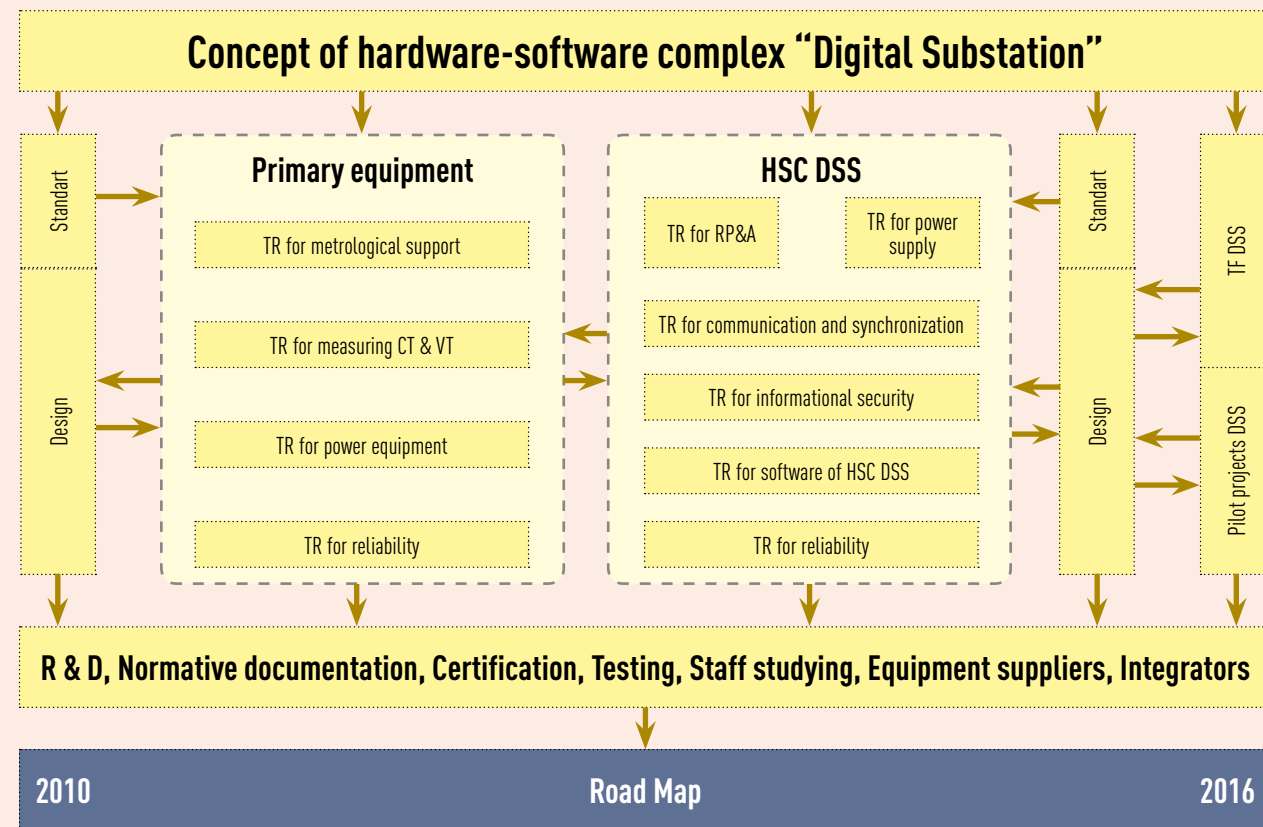 Concept of hardware-software complex “Digital Substation”
Standart
Design
Primary equipment
TR for metrological support
TR for measuring CT & VT
TR for power equipment
TR for reliability
HSC DSS
TR for RP&A
TR for power
supply
TR for communication and synchronization
TR for informational security
TR for software of HSC DSS
TR for reliability
Standart
Design
TF DSS
Pilot projects DSS
R & D, Normative documentation, Certification, Testing, Staff studying, Equipment suppliers, Integrators
2010 Road Map 2016